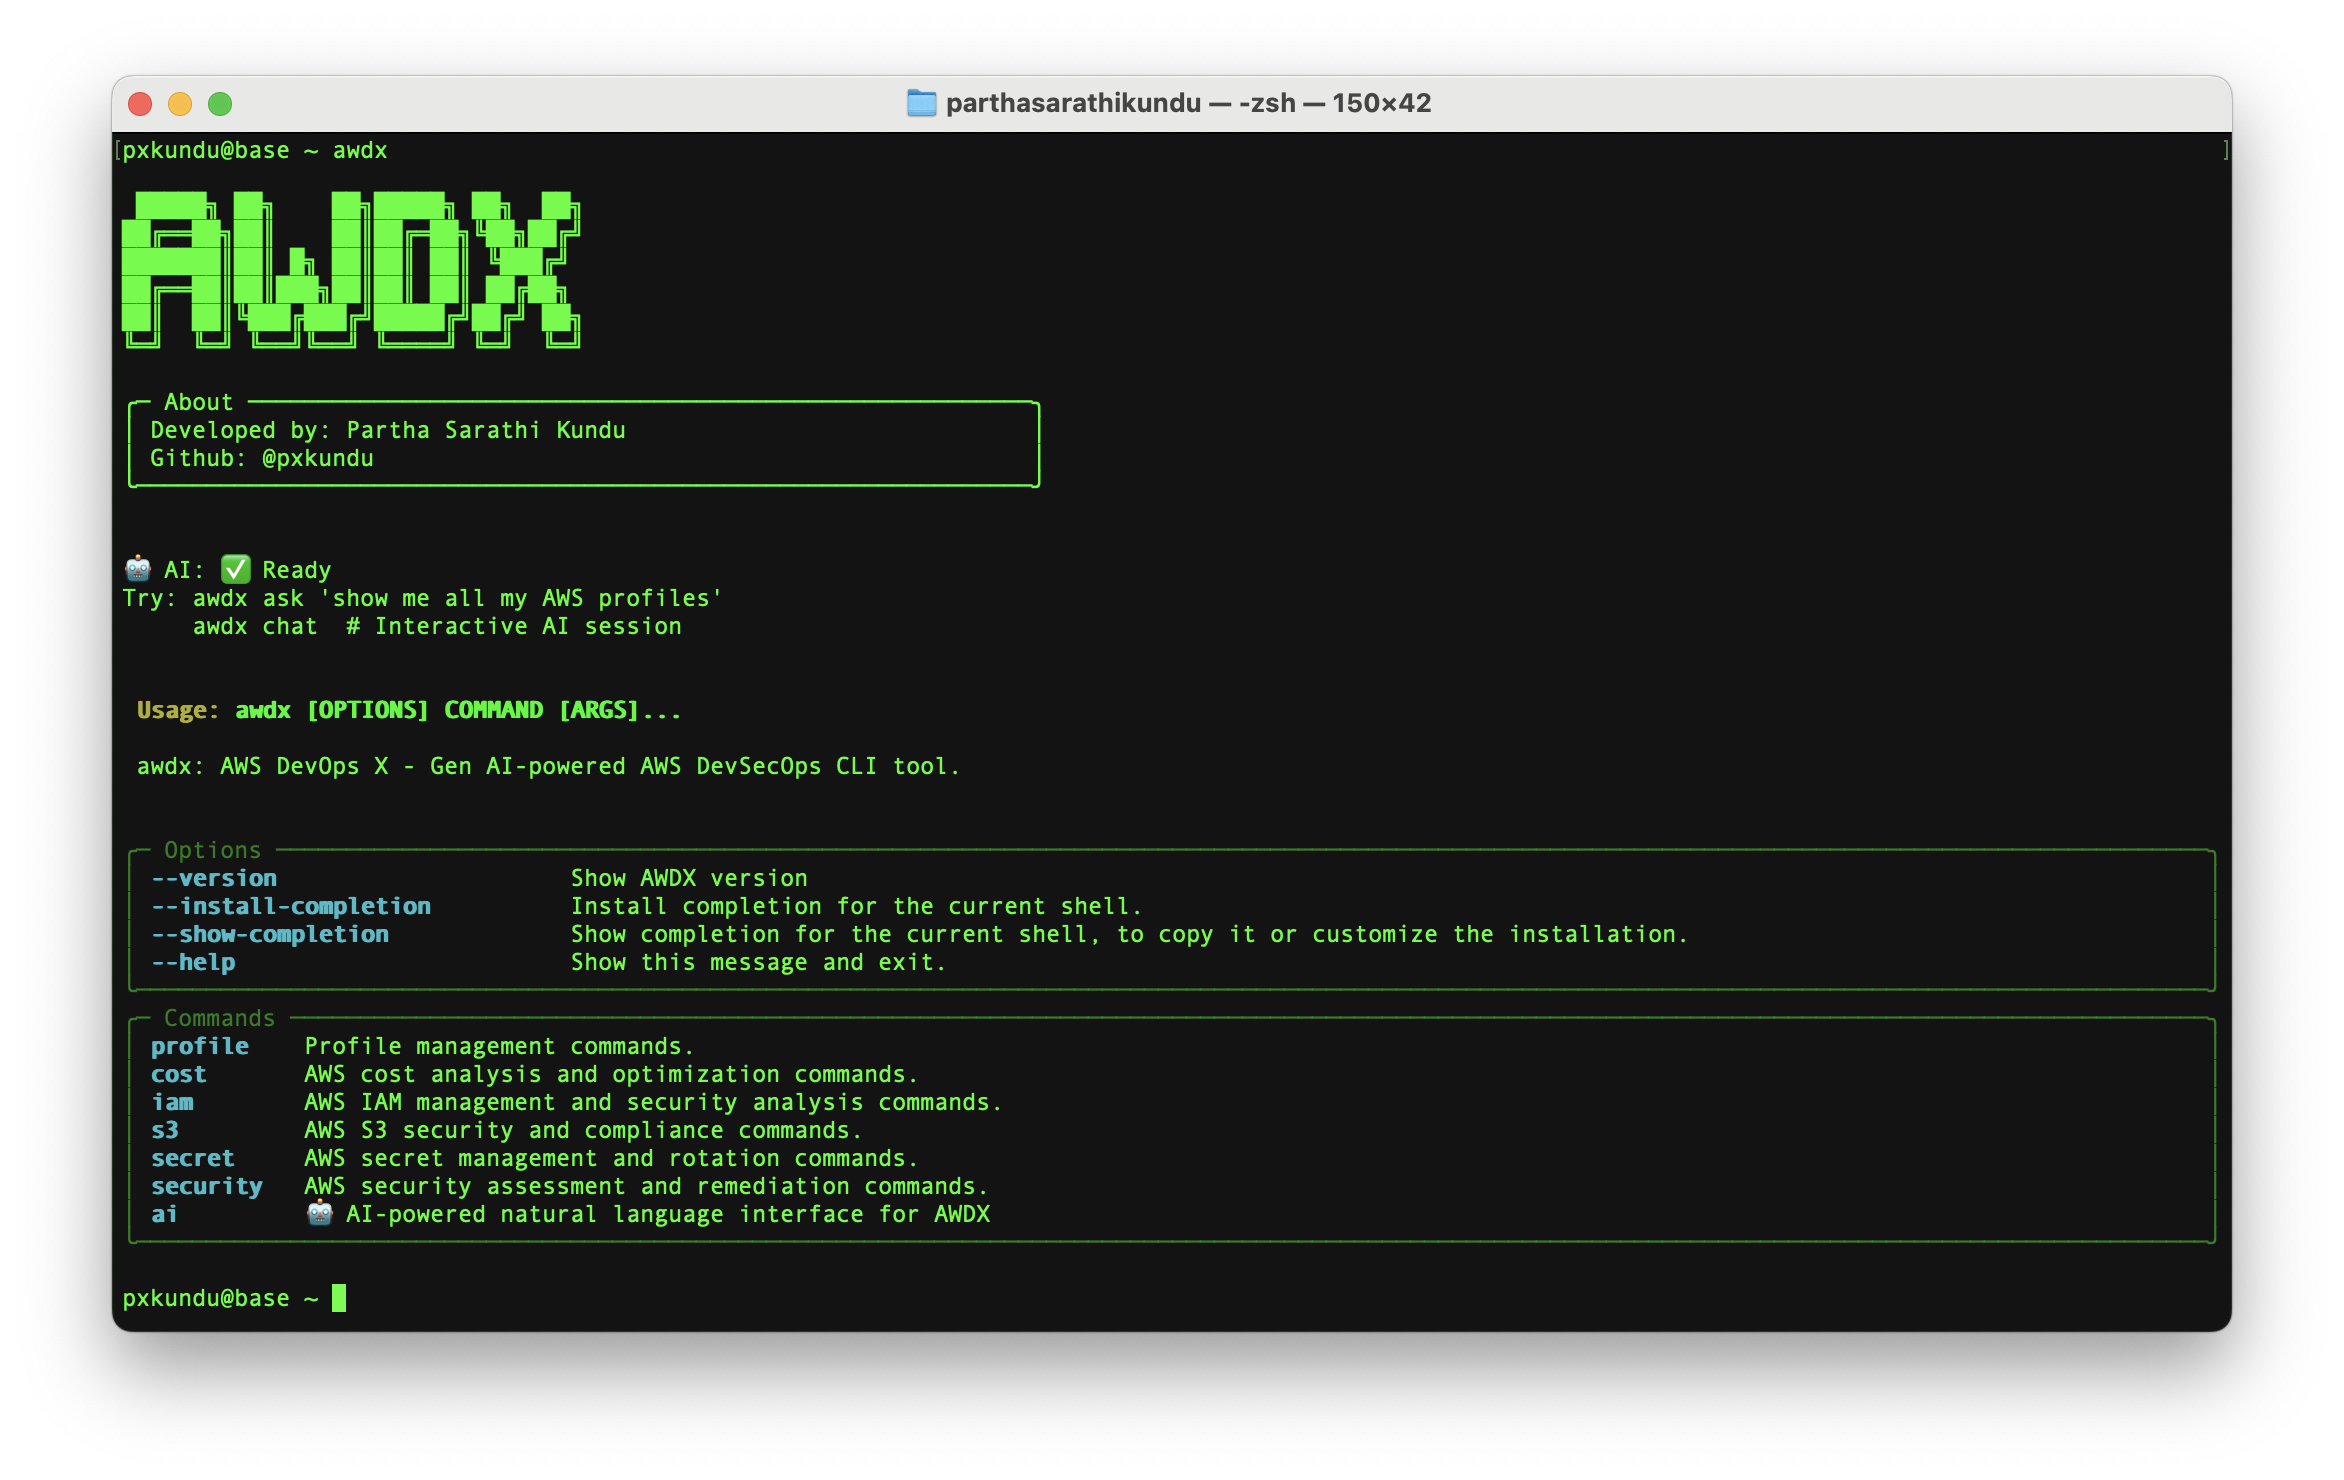 parthasarathikundu — -zsh — 150×42
pxkundu@base ~ awdx
AWDX
About
Developed by: Partha Sarathi Kundu
Github: @pxkundu
🤖 AI: ✅ Ready
Try: awdx ask 'show me all my AWS profiles'
awdx chat  # Interactive AI session
Usage: awdx [OPTIONS] COMMAND [ARGS]...
awdx: AWS DevOps X - Gen AI-powered AWS DevSecOps CLI tool.
Options
--version Show AWDX version
--install-completion Install completion for the current shell.
--show-completion Show completion for the current shell, to copy it or customize the installation.
--help Show this message and exit.
Commands
profile Profile management commands.
cost AWS cost analysis and optimization commands.
iam AWS IAM management and security analysis commands.
s3 AWS S3 security and compliance commands.
secret AWS secret management and rotation commands.
security AWS security assessment and remediation commands.
ai 🤖 AI-powered natural language interface for AWDX
pxkundu@base ~